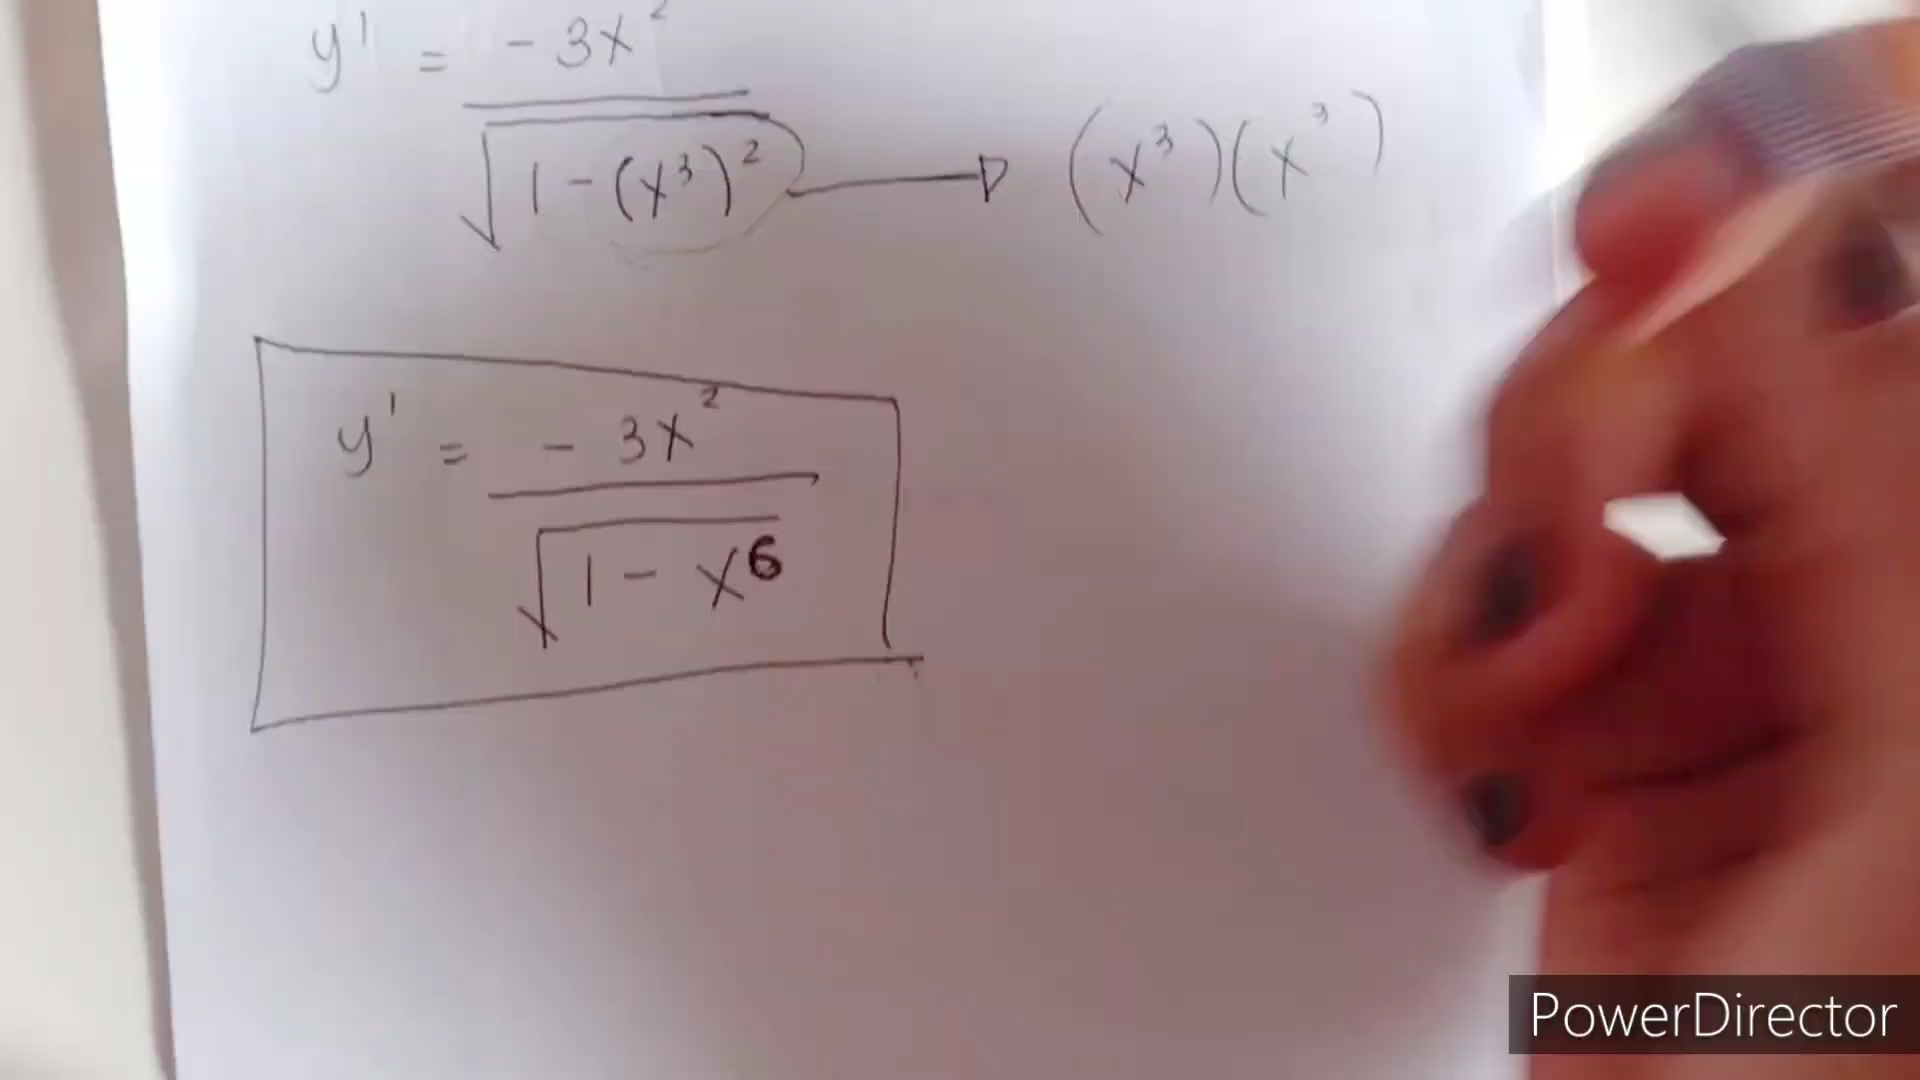 y' = -3x² / √(1-(x³)²) → (x³)(x³)
y' = -3x² / √(1-x⁶)
PowerDirector